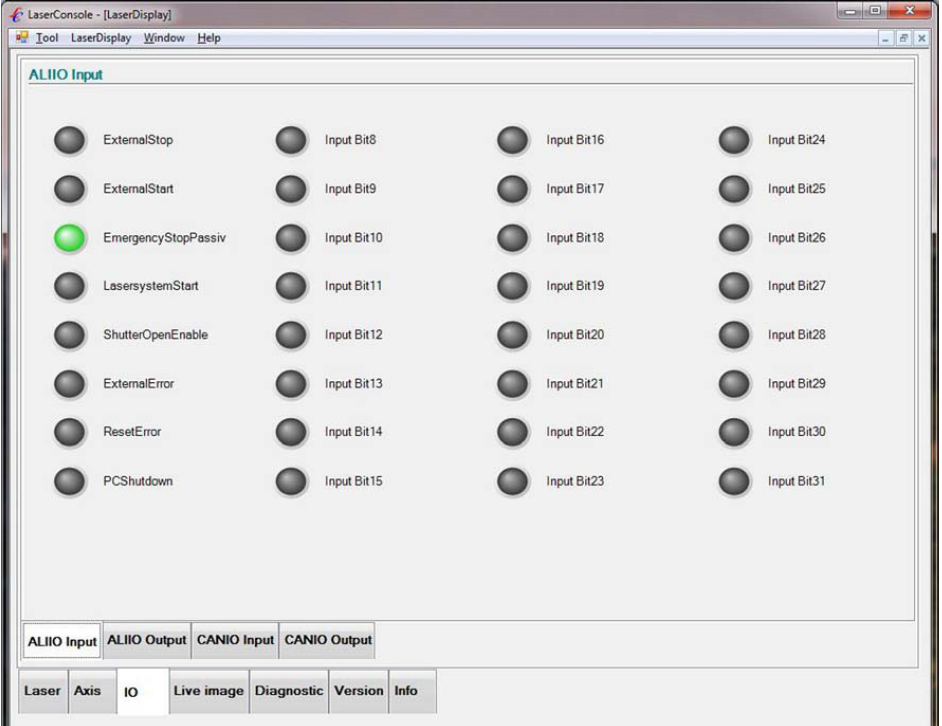 LaserConsole - [LaserDisplay]
Tool LaserDisplay Window Help
ALIIO Input
ExternalStop Input Bit8 Input Bit16 Input Bit24
ExternalStart Input Bit9 Input Bit17 Input Bit25
EmergencyStopPassiv Input Bit10 Input Bit18 Input Bit26
LasersystemStart Input Bit11 Input Bit19 Input Bit27
ShutterOpenEnable Input Bit12 Input Bit20 Input Bit28
ExternalError Input Bit13 Input Bit21 Input Bit29
ResetError Input Bit14 Input Bit22 Input Bit30
PCShutdown Input Bit15 Input Bit23 Input Bit31
ALIIO Input ALIIO Output CANIO Input CANIO Output
Laser Axis IO Live image Diagnostic Version Info